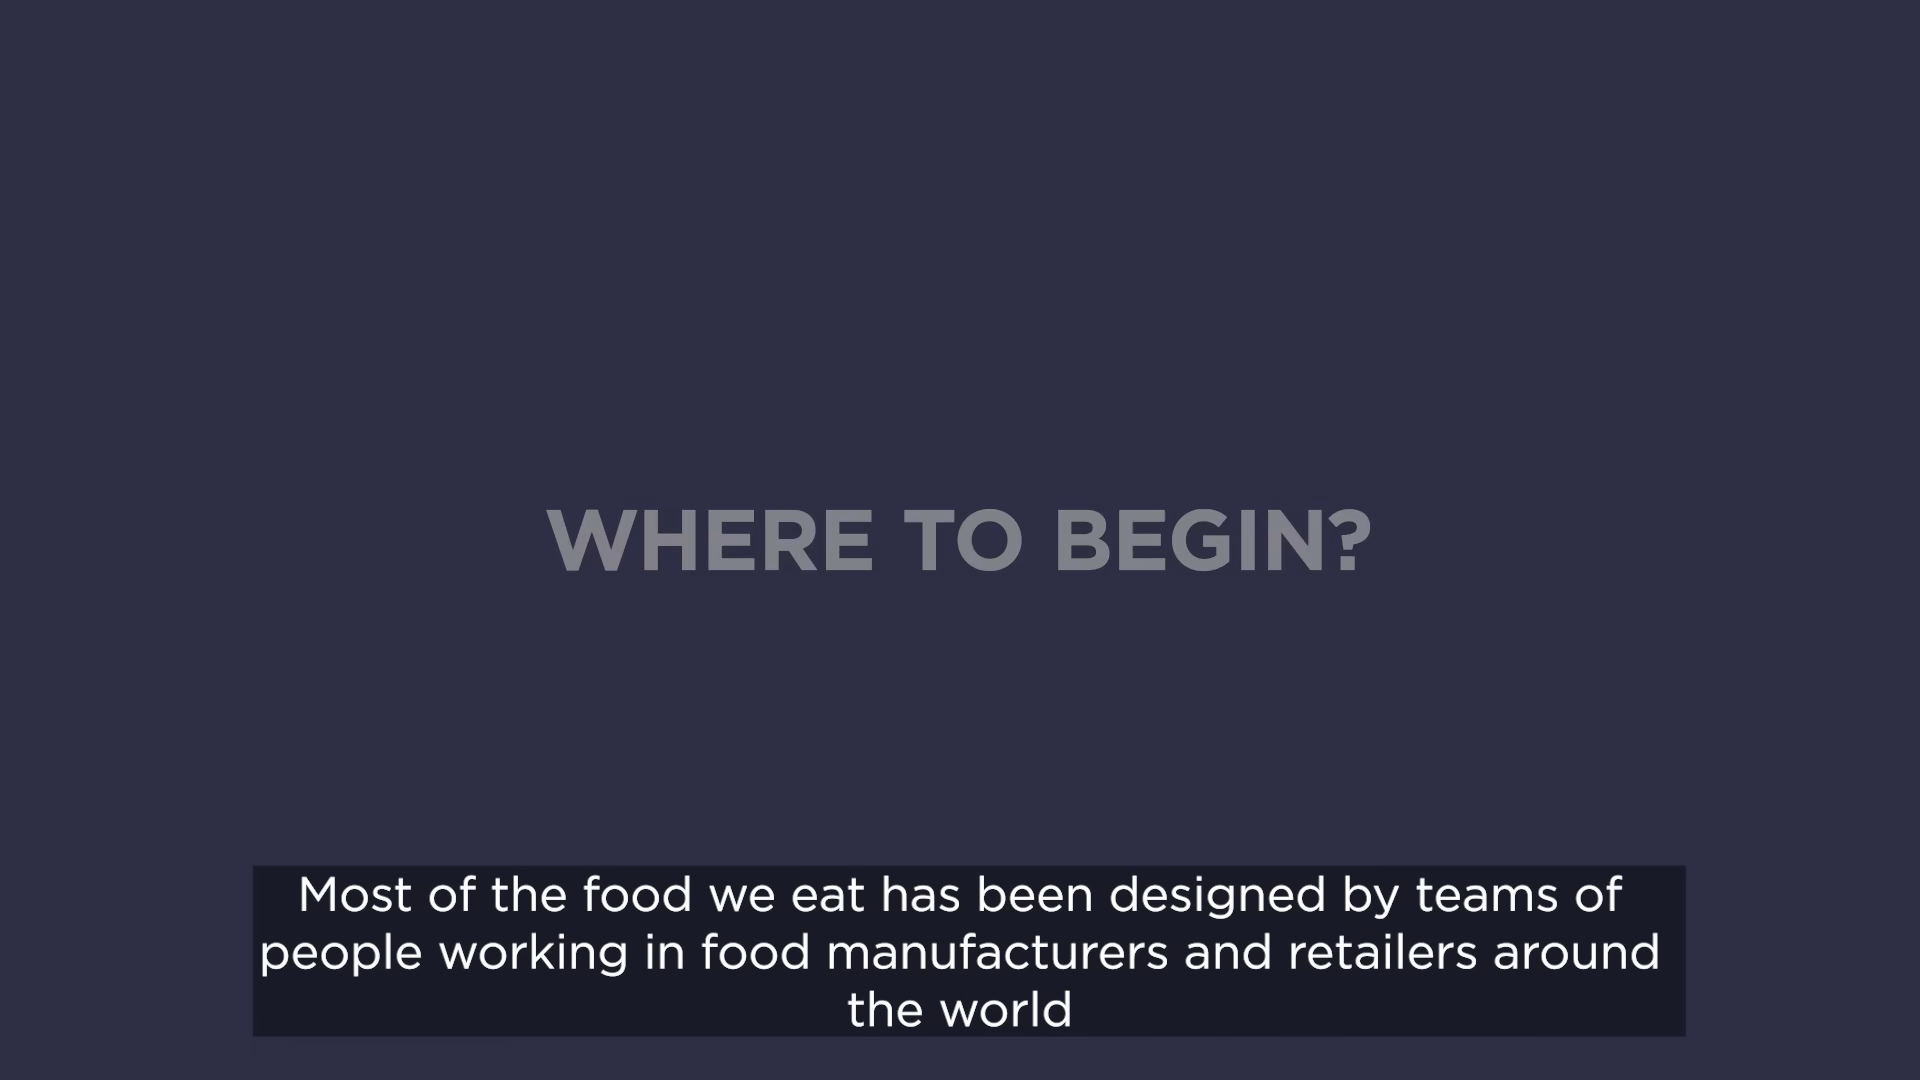 WHERE TO BEGIN?
Most of the food we eat has been designed by teams of
people working in food manufacturers and retailers around
the world